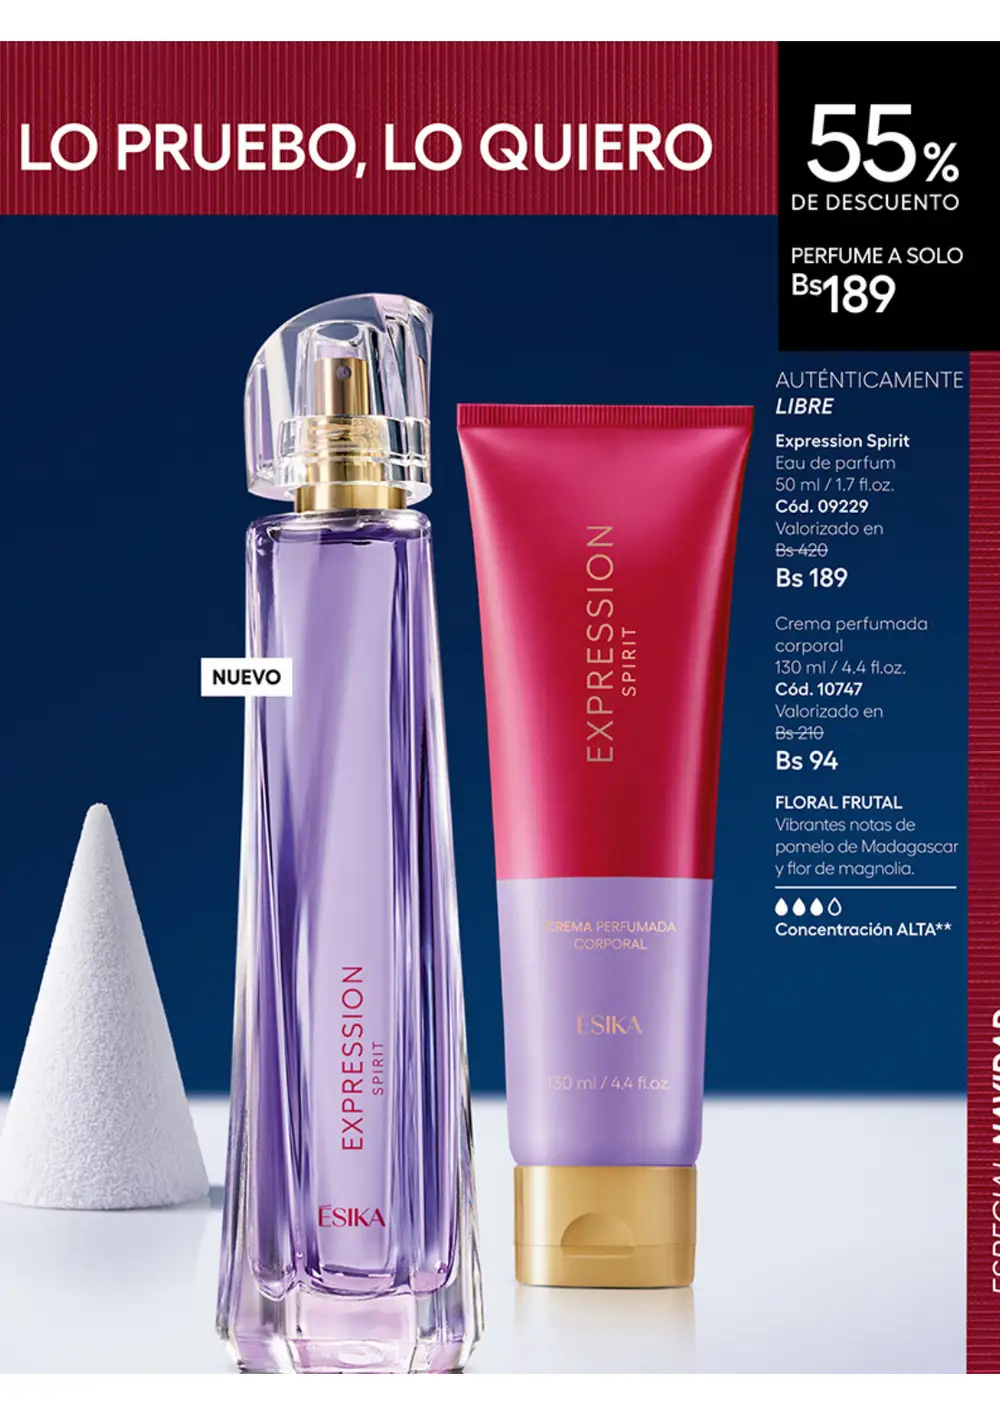 LO PRUEBO, LO QUIERO
55%
DE DESCUENTO
PERFUME A SOLO
Bs189
AUTÉNTICAMENTE
LIBRE
Expression Spirit
Eau de parfum
50 ml / 1.7 fl.oz.
Cód. 09229
Valorizado en
Bs 420
Bs 189
Crema perfumada
corporal
130 ml / 4.4 fl.oz.
Cód. 10747
Valorizado en
Bs 210
Bs 94
FLORAL FRUTAL
Vibrantes notas de
pomelo de Madagascar
y flor de magnolia.
Concentración ALTA**
NUEVO
EXPRESSION
SPIRIT
ÉSIKA
EXPRESSION
SPIRIT
CREMA PERFUMADA
CORPORAL
ÉSIKA
130 ml / 4.4 fl.oz.
ESPECIAL NAVIDAD